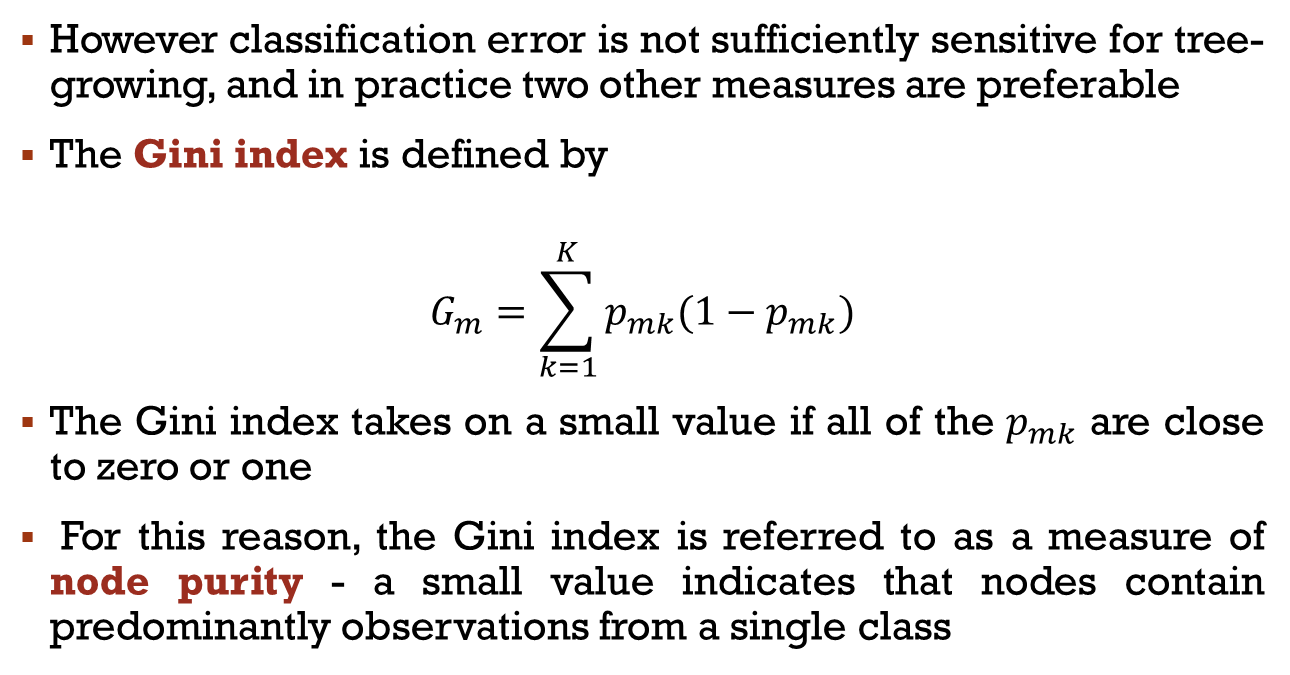 ▪ However classification error is not sufficiently sensitive for tree-
growing, and in practice two other measures are preferable
▪ The Gini index is defined by
K
G_m = ∑ p_mk(1 − p_mk)
k=1
▪ The Gini index takes on a small value if all of the p_mk are close
to zero or one
▪ For this reason, the Gini index is referred to as a measure of
node purity - a small value indicates that nodes contain
predominantly observations from a single class